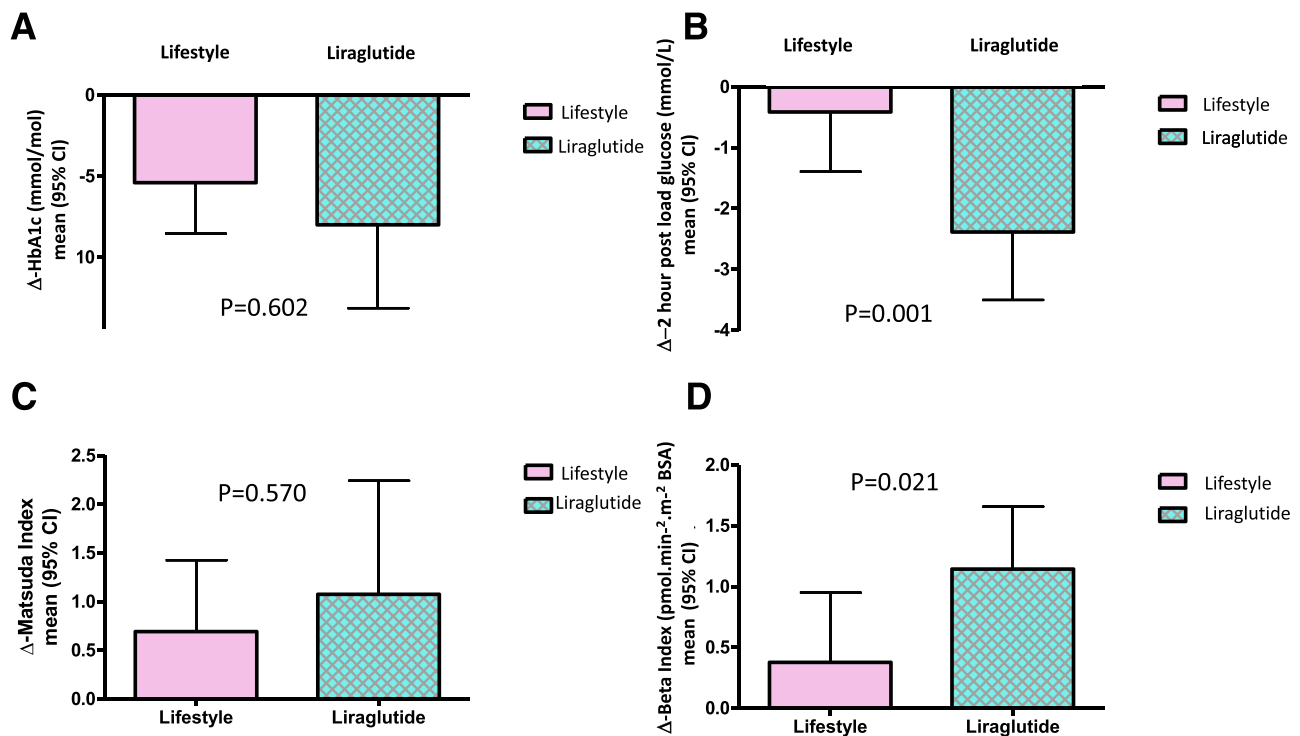 A
Lifestyle
Liraglutide
0
-5
10
Δ-HbA1c (mmol/mol)
mean (95% CI)
P=0.602
Lifestyle
Liraglutide
B
Lifestyle
Liraglutide
0
-1
-2
-3
-4
Δ–2 hour post load glucose (mmol/L)
mean (95% CI)
P=0.001
Lifestyle
Liraglutide
C
2.5
2.0
1.5
1.0
0.5
0.0
Δ-Matsuda Index
mean (95% CI)
P=0.570
Lifestyle
Liraglutide
Lifestyle
Liraglutide
D
2.0
1.5
1.0
0.5
0.0
Δ-Beta Index (pmol.min-².m-² BSA)
mean (95% CI)
P=0.021
Lifestyle
Liraglutide
Lifestyle
Liraglutide